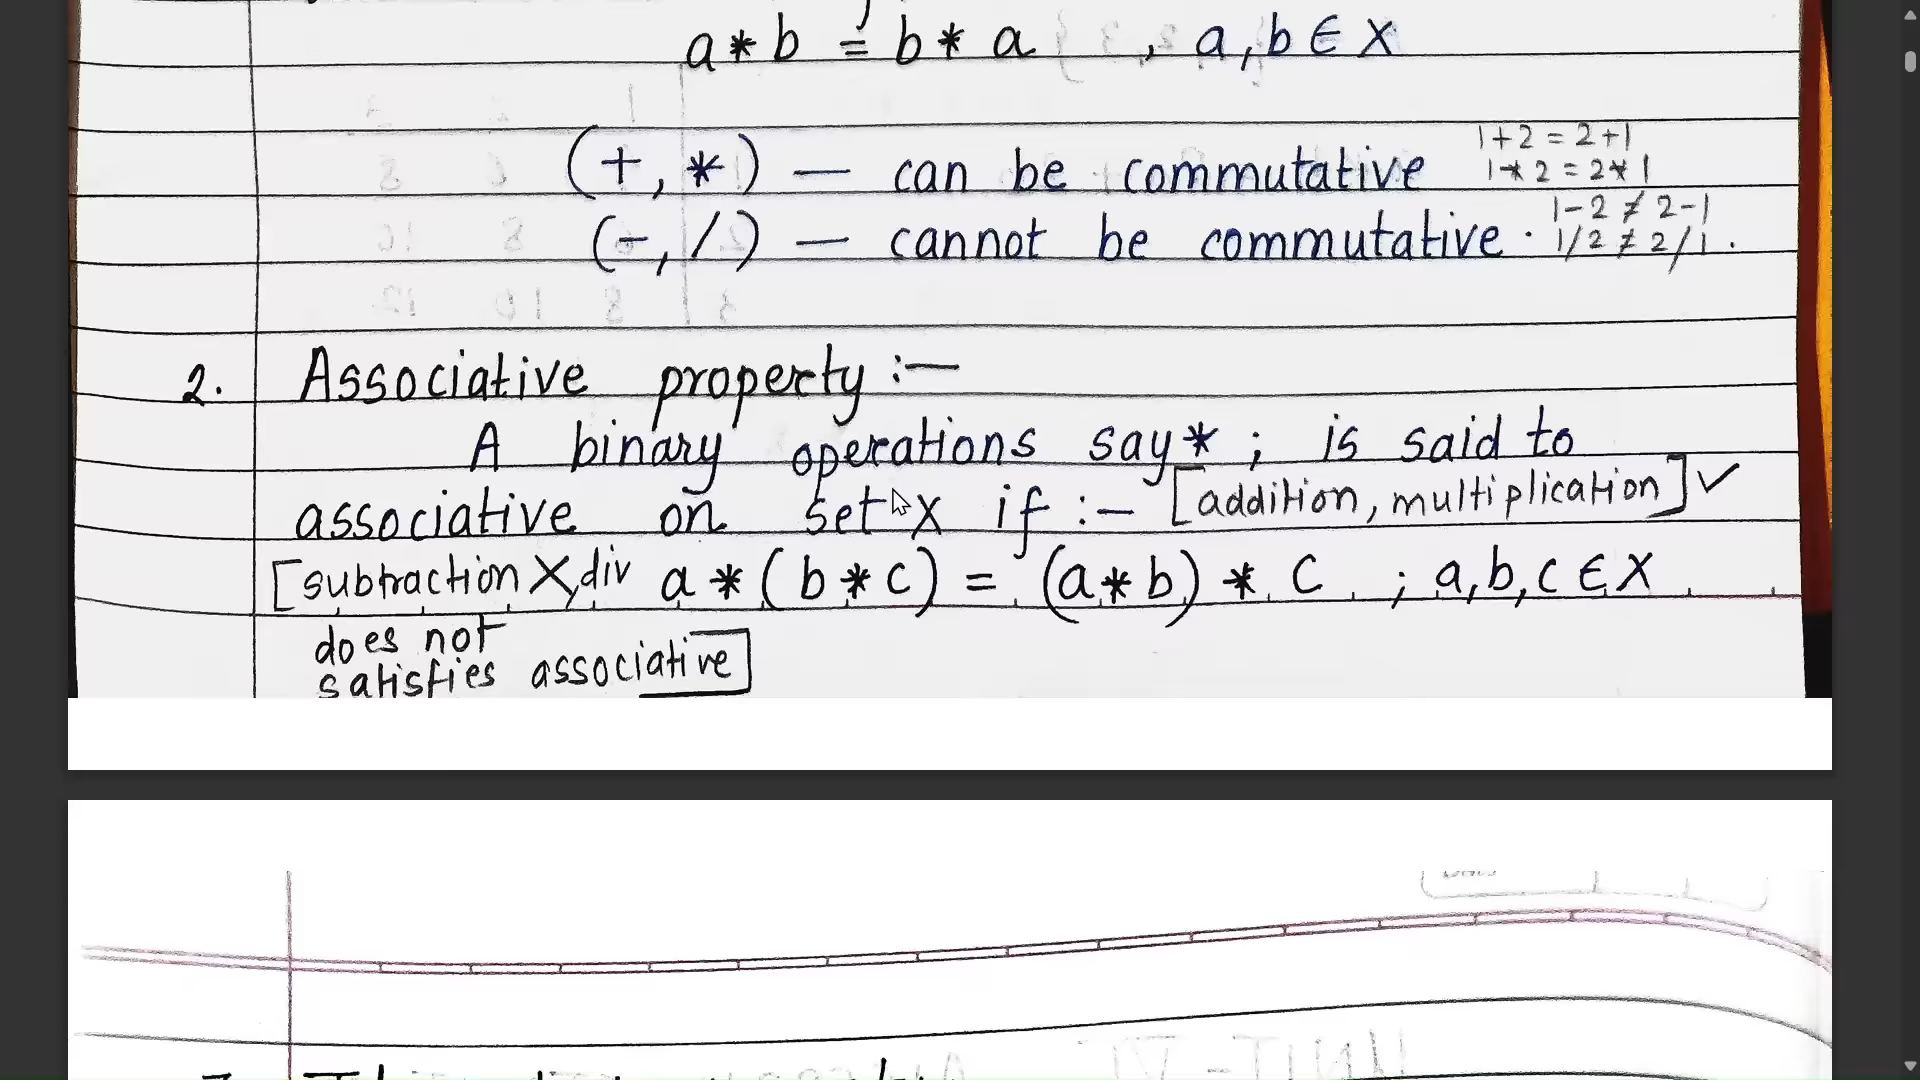 a * b = b * a , a, b ∈ X
(+, *) — can be commutative 1+2 = 2+1
1*2 = 2*1
(-, /) — cannot be commutative. 1-2 ≠ 2-1
1/2 ≠ 2/1.
2. Associative property :—
A binary operations say * ; is said to
associative on set X if :— [addition, multiplication] ✓
[subtraction X, div a * (b * c) = (a * b) * c ; a, b, c ∈ X
does not
satisfies associative]